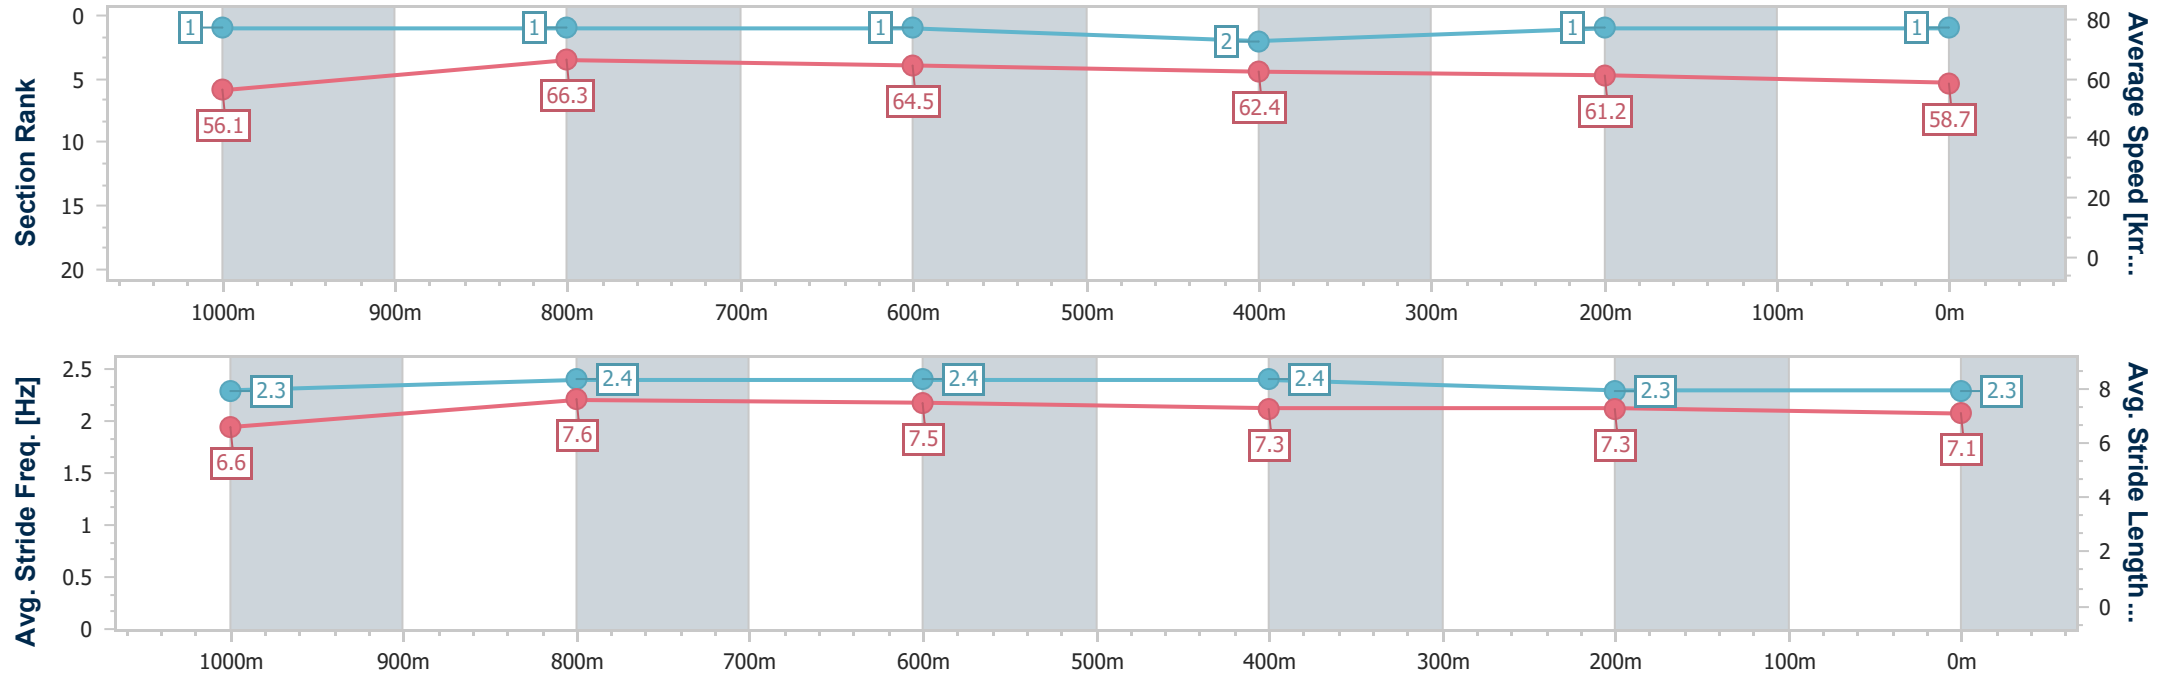 Section Rank
0
5
10
15
20
1
1
1
2
1
1
56.1
66.3
64.5
62.4
61.2
58.7
80
60
40
20
0
Average Speed [km...
1000m
900m
800m
700m
600m
500m
400m
300m
200m
100m
0m
Avg. Stride Freq. [Hz]
2.5
2
1.5
1
0.5
0
2.3
2.4
2.4
2.4
2.3
2.3
6.6
7.6
7.5
7.3
7.3
7.1
8
6
4
2
0
Avg. Stride Length ...
1000m
900m
800m
700m
600m
500m
400m
300m
200m
100m
0m